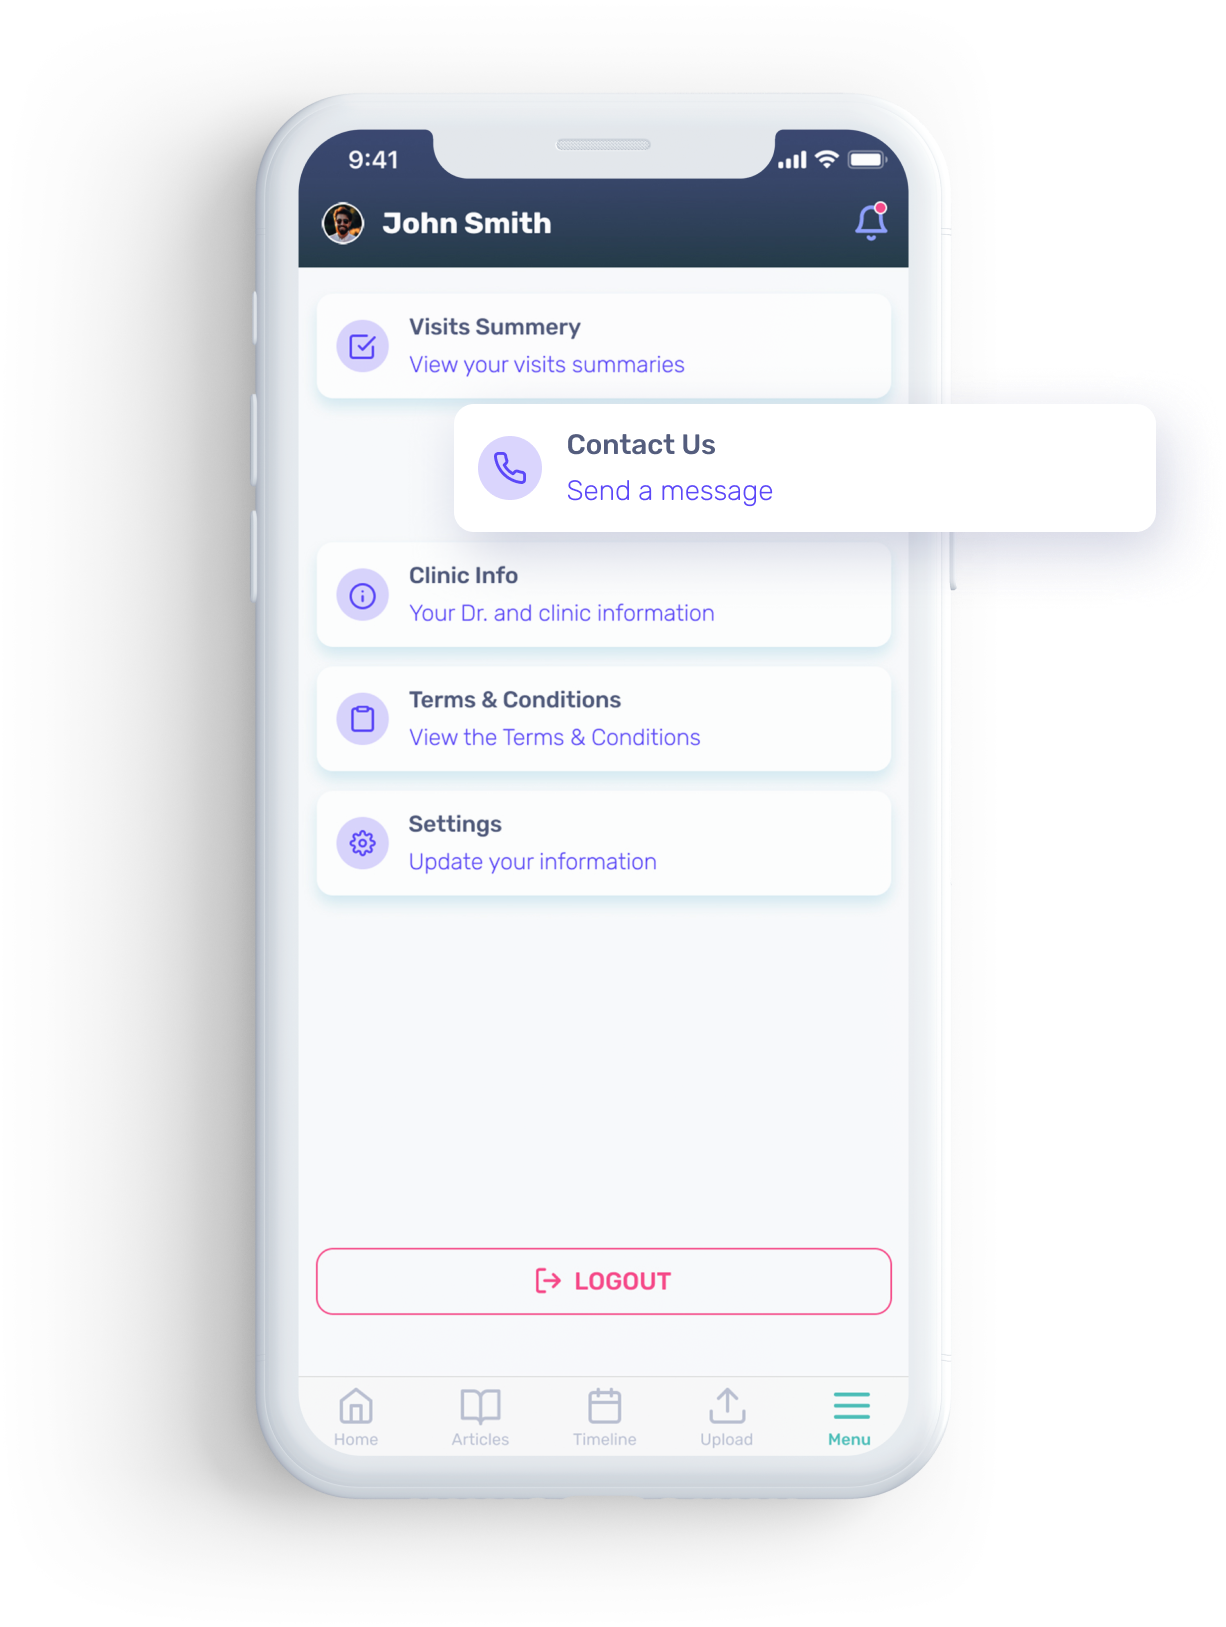 9:41
John Smith
Visits Summery
View your visits summaries
Contact Us
Send a message
Clinic Info
Your Dr. and clinic information
Terms & Conditions
View the Terms & Conditions
Settings
Update your information
LOGOUT
Home
Articles
Timeline
Upload
Menu